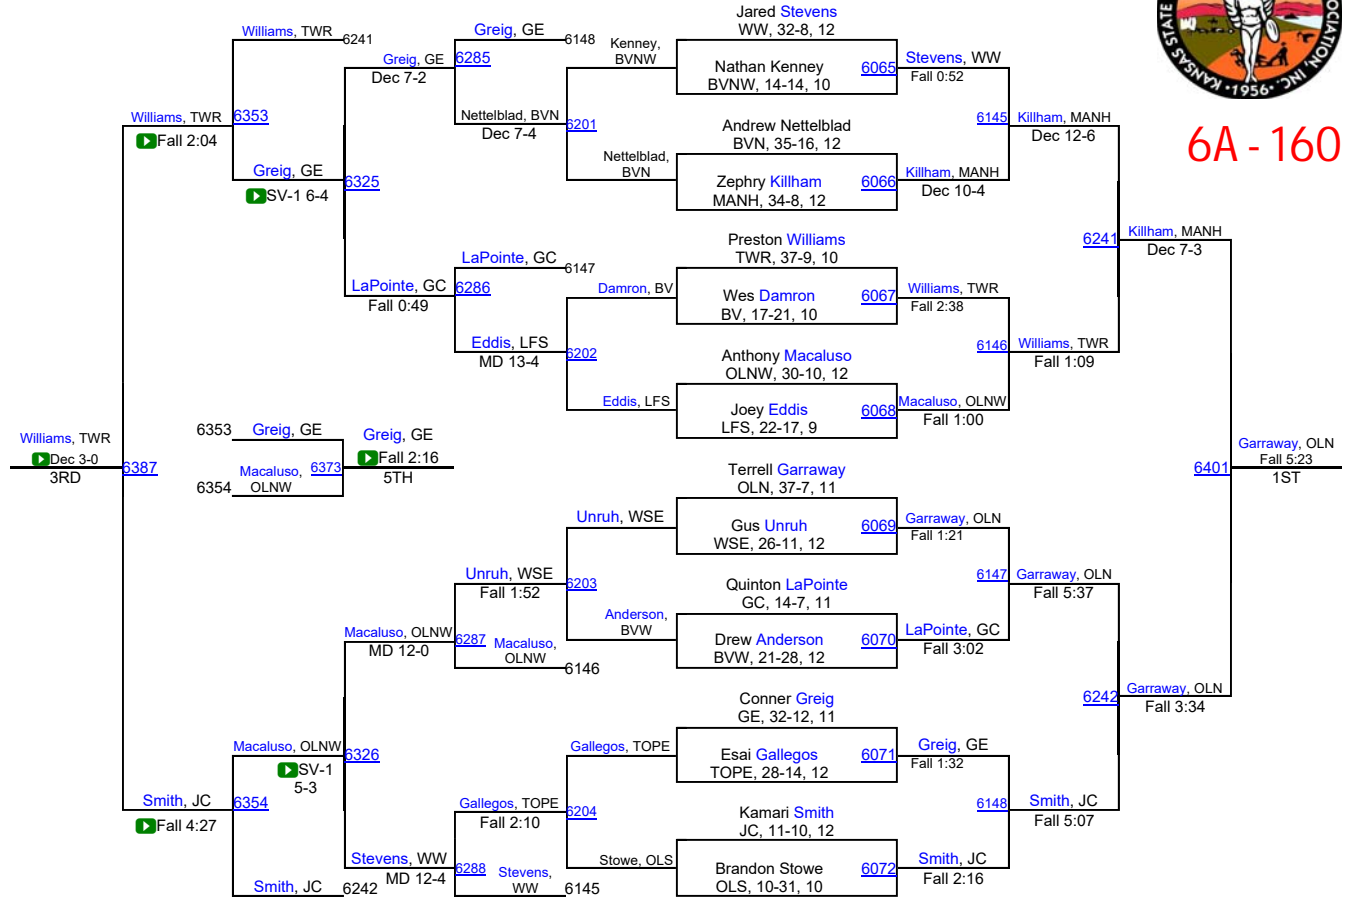 KANSAS STATE
OCIATION, INC.
•1956•
6A - 160
Williams, TWR
6241
Greig, GE
6148
Greig, GE
6285
Dec 7-2
Kenney,
BVNW
Jared Stevens
WW, 32-8, 12
Nathan Kenney
BVNW, 14-14, 10
6065
Stevens, WW
Fall 0:52
Williams, TWR
6353
Fall 2:04
Nettelblad, BVN
6201
Dec 7-4
Andrew Nettelblad
BVN, 35-16, 12
6145
Killham, MANH
Dec 12-6
Nettelblad,
BVN
Greig, GE
6325
SV-1 6-4
Zephry Killham
MANH, 34-8, 12
6066
Killham, MANH
Dec 10-4
Preston Williams
TWR, 37-9, 10
6241
Killham, MANH
Dec 7-3
LaPointe, GC
6147
LaPointe, GC
6286
Fall 0:49
Damron, BV
Wes Damron
BV, 17-21, 10
6067
Williams, TWR
Fall 2:38
Eddis, LFS
6202
MD 13-4
Anthony Macaluso
OLNW, 30-10, 12
6146
Williams, TWR
Fall 1:09
Eddis, LFS
Joey Eddis
LFS, 22-17, 9
6068
Macaluso, OLNW
Fall 1:00
6353
Greig, GE
Greig, GE
Williams, TWR
Dec 3-0
3RD
6387
6354
Macaluso,
OLNW
6373
Fall 2:16
5TH
6401
Garraway, OLN
Fall 5:23
1ST
Terrell Garraway
OLN, 37-7, 11
Unruh, WSE
Gus Unruh
WSE, 26-11, 12
6069
Garraway, OLN
Fall 1:21
Unruh, WSE
6203
Fall 1:52
Quinton LaPointe
GC, 14-7, 11
6147
Garraway, OLN
Fall 5:37
Anderson,
BVW
Macaluso, OLNW
6287
MD 12-0
Macaluso,
OLNW
6146
Drew Anderson
BVW, 21-28, 12
6070
LaPointe, GC
Fall 3:02
Conner Greig
GE, 32-12, 11
6242
Garraway, OLN
Fall 3:34
Macaluso, OLNW
6326
SV-1
5-3
Gallegos, TOPE
Esai Gallegos
TOPE, 28-14, 12
6071
Greig, GE
Fall 1:32
Smith, JC
6354
Fall 4:27
Gallegos, TOPE
6204
Fall 2:10
Kamari Smith
JC, 11-10, 12
6148
Smith, JC
Fall 5:07
Stevens, WW
6288
MD 12-4
Stowe, OLS
Stevens,
WW
6145
Brandon Stowe
OLS, 10-31, 10
6072
Smith, JC
Fall 2:16
Smith, JC
6242